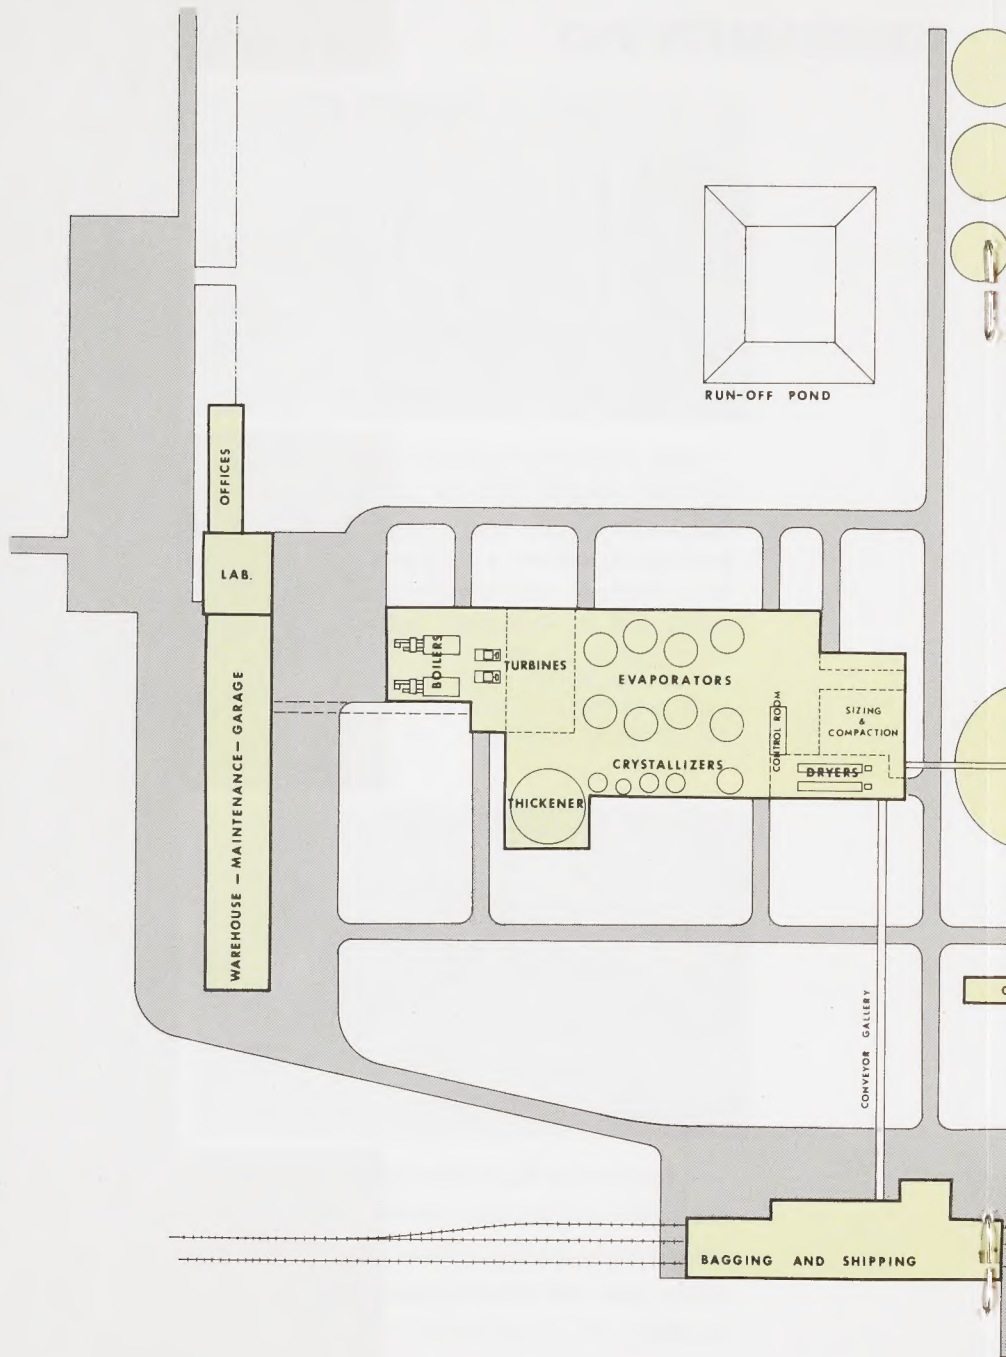 RUN-OFF POND
OFFICES
LAB.
WAREHOUSE — MAINTENANCE — GARAGE
BOILERS
TURBINES
EVAPORATORS
CONTROL ROOM
SIZING
&
COMPACTION
CRYSTALLIZERS
DRYERS
THICKENER
CONVEYOR GALLERY
BAGGING AND SHIPPING